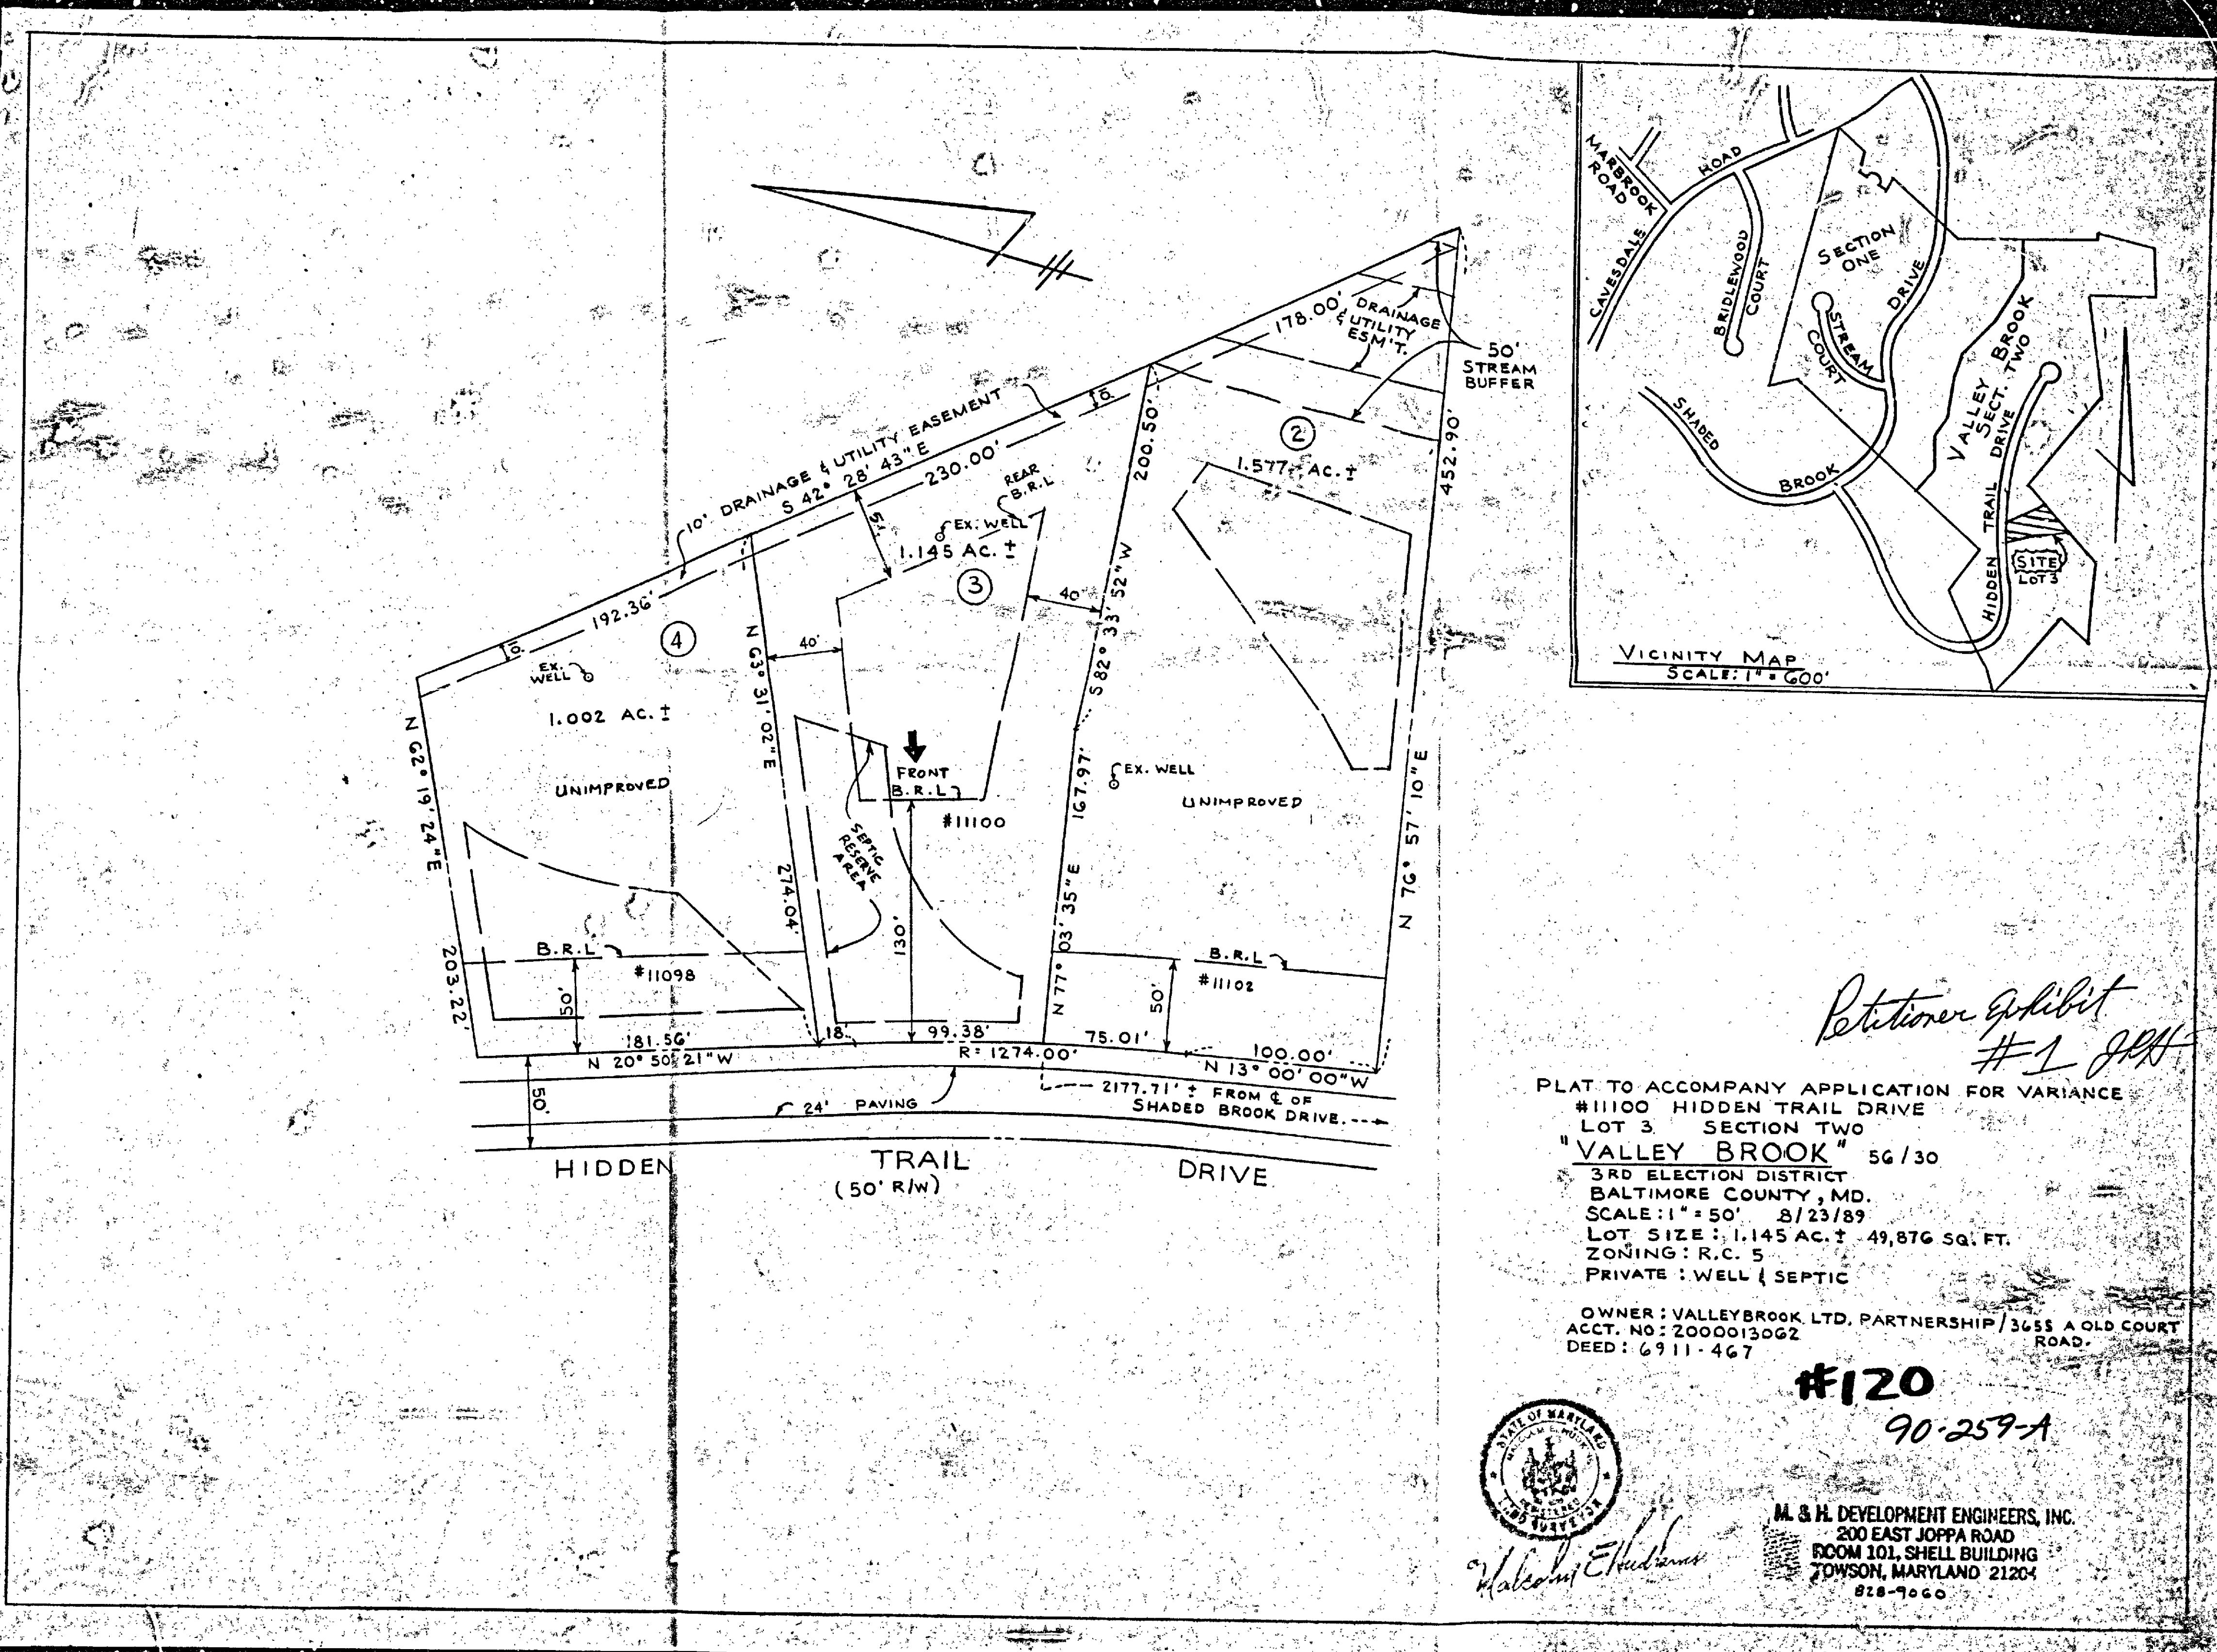 MARBROOK
ROAD
CAVESDALE
ROAD
BRIDLEWOOD
COURT
SECTION
ONE
STREAM
COURT
SHADED
BROOK
DRIVE
VALLEY BROOK
SECT. TWO
HIDDEN TRAIL DRIVE
SITE
LOT 3
VICINITY MAP
SCALE: 1" = 600'
178.00'
DRAINAGE
& UTILITY
ESM'T.
50'
STREAM
BUFFER
10' DRAINAGE & UTILITY EASEMENT
S 42° 28' 43" E
230.00'
10'
192.36'
10'
REAR
B.R.L
EX. WELL
1.145 AC. ±
3
51'
200.50'
S 82° 33' 52" W
40'
40'
2
1.577 AC. ±
452.90'
N 76° 57' 10" E
4
EX.
WELL
1.002 AC. ±
UNIMPROVED
N 62° 19' 24" E
203.22'
N 63° 31' 02" E
274.04'
FRONT
B.R.L
#11100
SEPTIC
RESERVE
AREA
130'
167.97'
N 77° 03' 35" E
EX. WELL
UNIMPROVED
B.R.L
#11098
50'
B.R.L
#11102
50'
181.56'
N 20° 50' 21" W
18'
99.38'
R = 1274.00'
75.01'
100.00'
N 13° 00' 00" W
50'
24' PAVING
2177.71' ± FROM ℄ OF
SHADED BROOK DRIVE.
HIDDEN TRAIL DRIVE
(50' R/W)
Petitioner Exhibit
#1
PLAT TO ACCOMPANY APPLICATION FOR VARIANCE
#11100 HIDDEN TRAIL DRIVE
LOT 3 SECTION TWO
"VALLEY BROOK" 56/30
3RD ELECTION DISTRICT
BALTIMORE COUNTY, MD.
SCALE: 1" = 50' 8/23/89
LOT SIZE: 1.145 AC. ± 49,876 SQ. FT.
ZONING: R.C. 5
PRIVATE: WELL & SEPTIC
OWNER: VALLEYBROOK LTD. PARTNERSHIP/3655 A OLD COURT
ROAD.
ACCT. NO: 2000013062
DEED: 6911-467
#120
90-259-A
STATE OF MARYLAND
M. & H. DEVELOPMENT ENGINEERS, INC.
200 EAST JOPPA ROAD
ROOM 101, SHELL BUILDING
TOWSON, MARYLAND 21204
828-9060